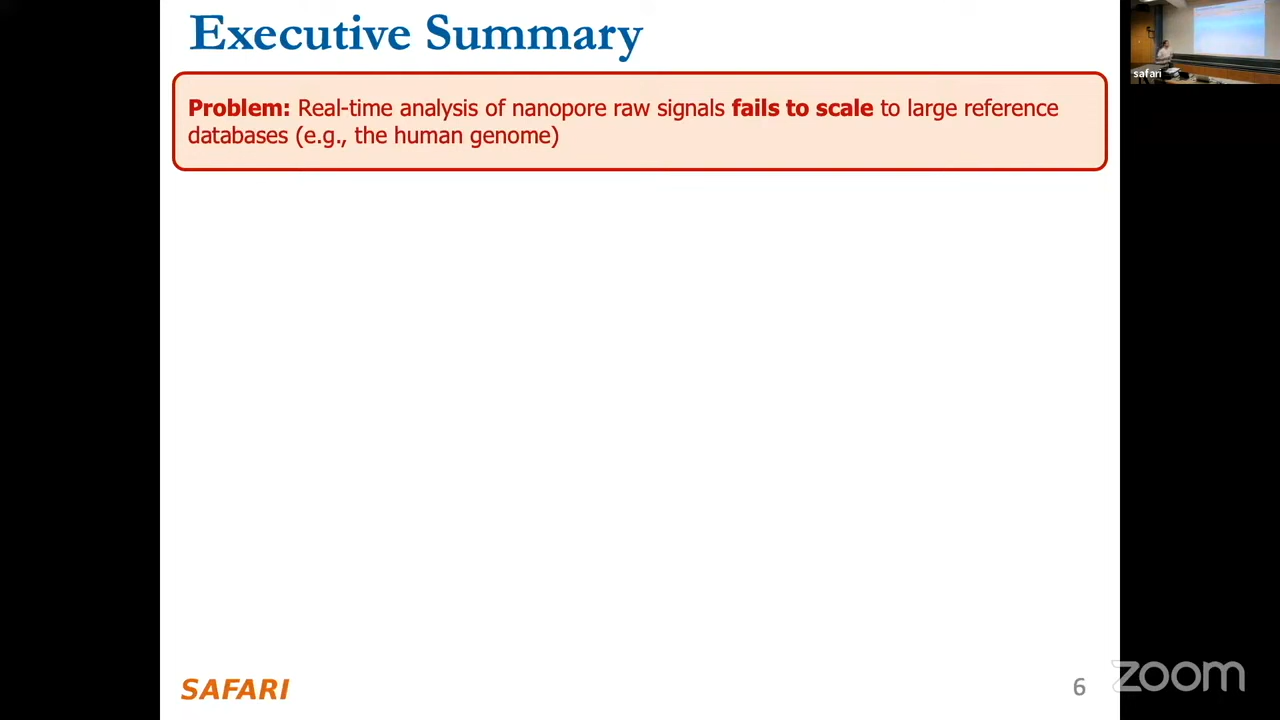 Executive Summary
safari
Problem: Real-time analysis of nanopore raw signals fails to scale to large reference
databases (e.g., the human genome)
SAFARI
6
zoom